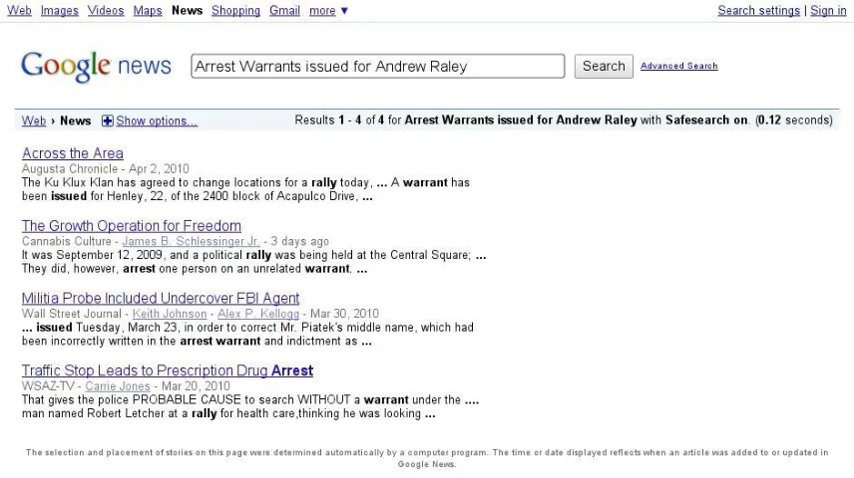 Web Images Videos Maps News Shopping Gmail more ▼ Search settings | Sign in
Google news Arrest Warrants issued for Andrew Raley Search Advanced Search
Web › News Show options... Results 1 - 4 of 4 for Arrest Warrants issued for Andrew Raley with Safesearch on. (0.12 seconds)
Across the Area
Augusta Chronicle - Apr 2, 2010
The Ku Klux Klan has agreed to change locations for a rally today, ... A warrant has
been issued for Henley, 22, of the 2400 block of Acapulco Drive, ...
The Growth Operation for Freedom
Cannabis Culture - James B. Schlessinger Jr. - 3 days ago
It was September 12, 2009, and a political rally was being held at the Central Square; ...
They did, however, arrest one person on an unrelated warrant. ...
Militia Probe Included Undercover FBI Agent
Wall Street Journal - Keith Johnson - Alex P. Kellogg - Mar 30, 2010
... issued Tuesday, March 23, in order to correct Mr. Piatek's middle name, which had
been incorrectly written in the arrest warrant and indictment as ...
Traffic Stop Leads to Prescription Drug Arrest
WSAZ-TV - Carrie Jones - Mar 20, 2010
That gives the police PROBABLE CAUSE to search WITHOUT a warrant under the ....
man named Robert Letcher at a rally for health care,thinking he was looking ...
The selection and placement of stories on this page were determined automatically by a computer program. The time or date displayed reflects when an article was added to or updated in
Google News.